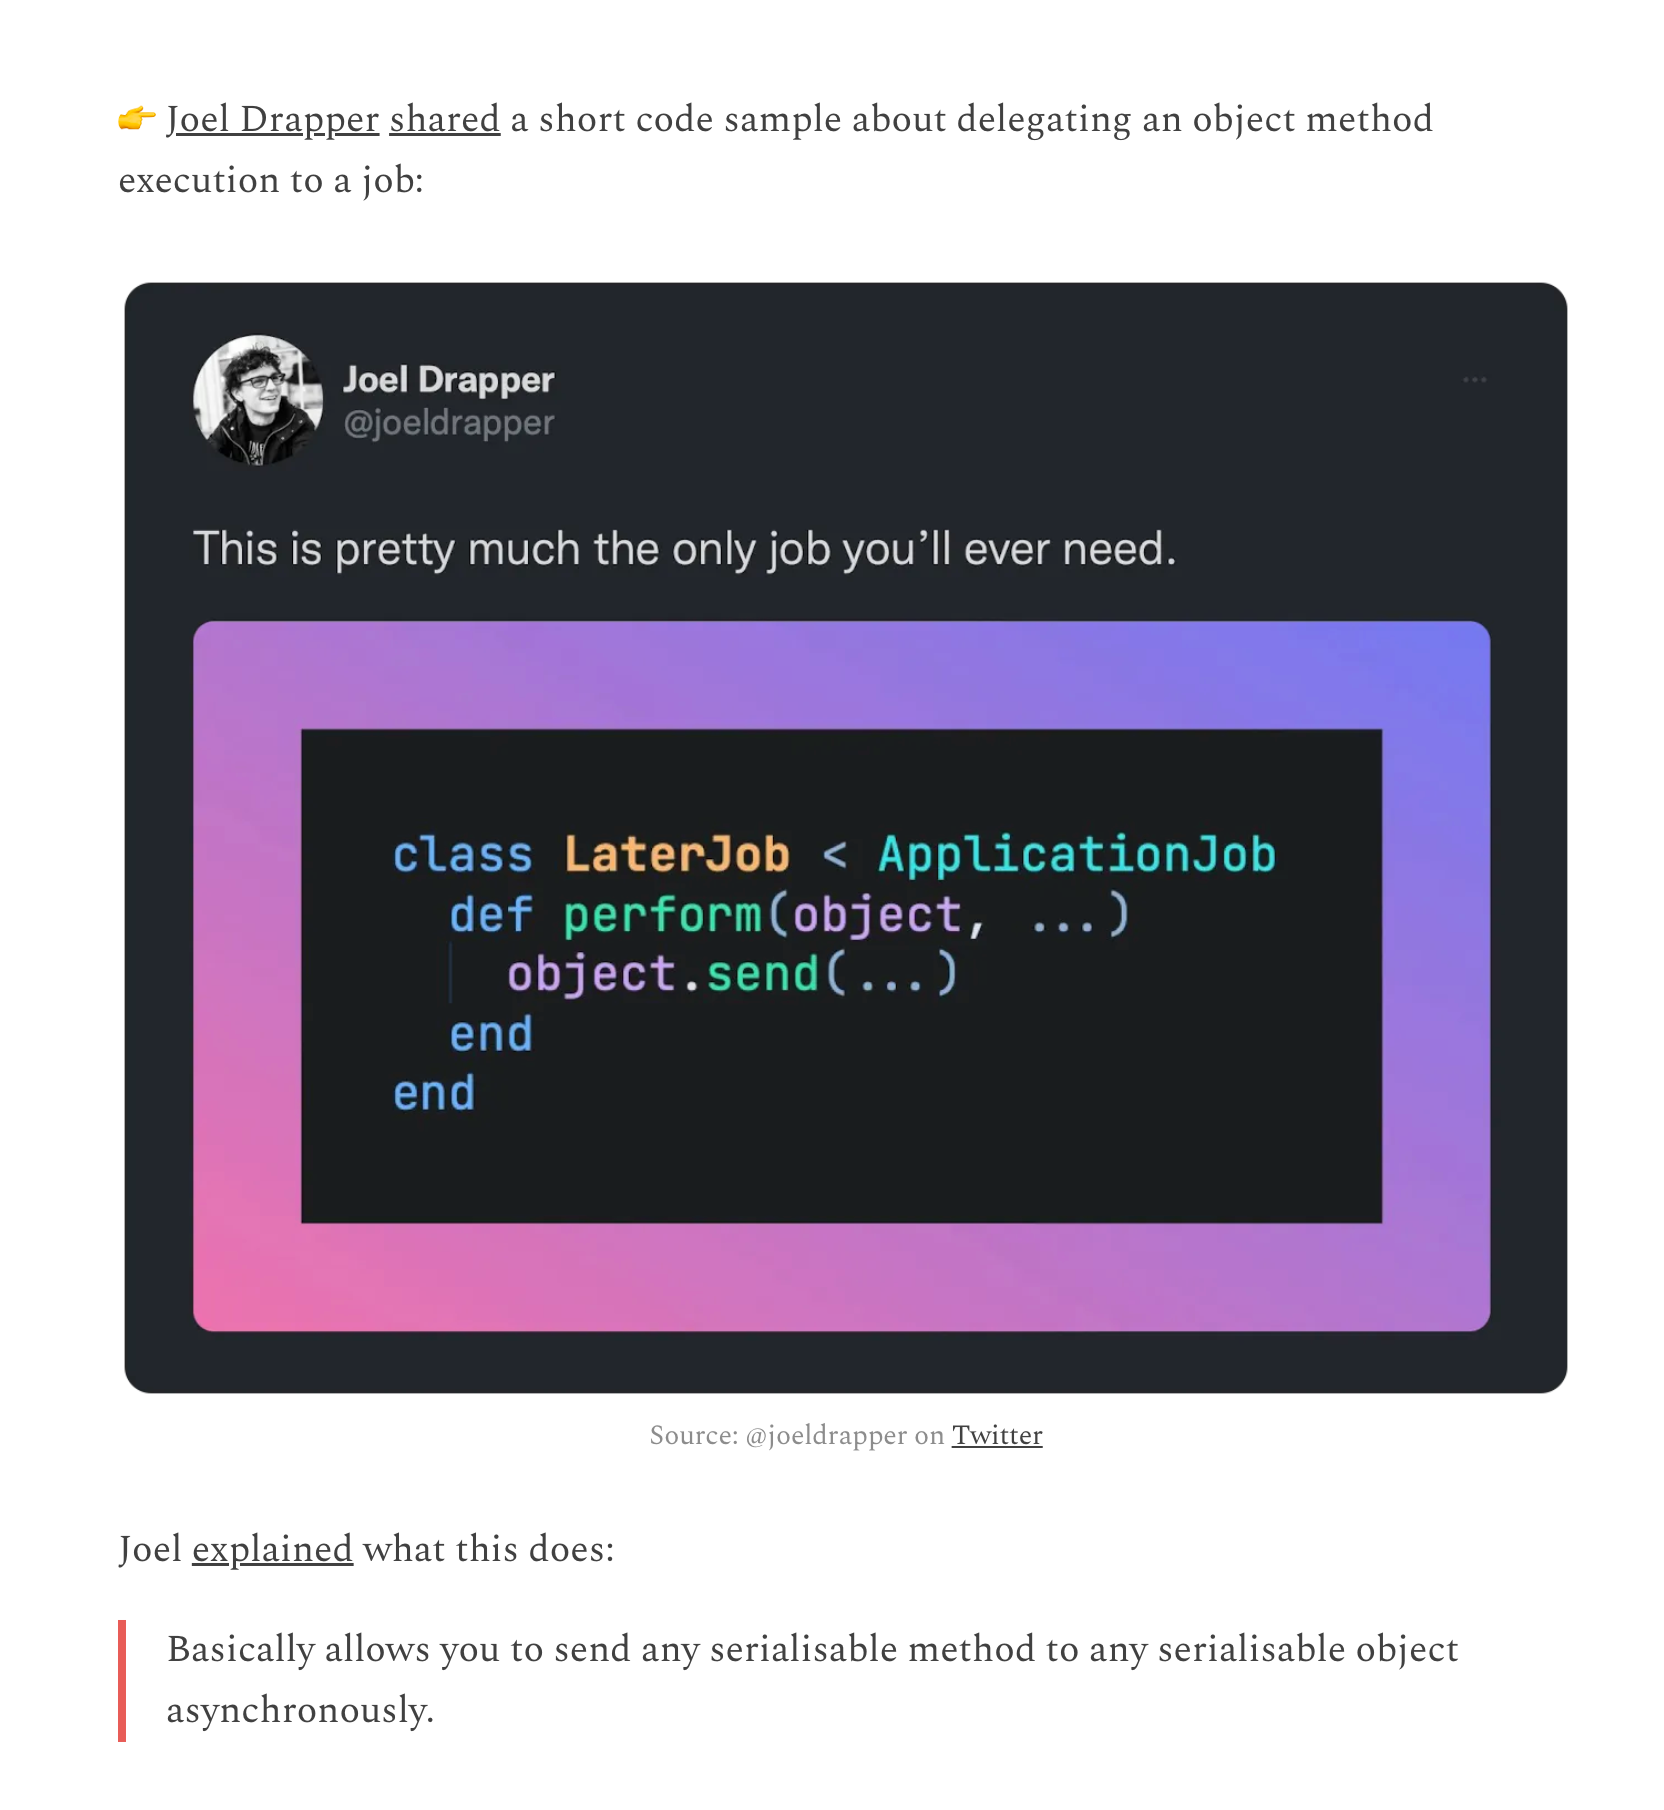 👉 Joel Drapper shared a short code sample about delegating an object method
execution to a job:
Joel Drapper
@joeldrapper
...
This is pretty much the only job you’ll ever need.
class LaterJob < ApplicationJob
  def perform(object, ...)
    object.send(...)
  end
end
Source: @joeldrapper on Twitter
Joel explained what this does:
Basically allows you to send any serialisable method to any serialisable object
asynchronously.